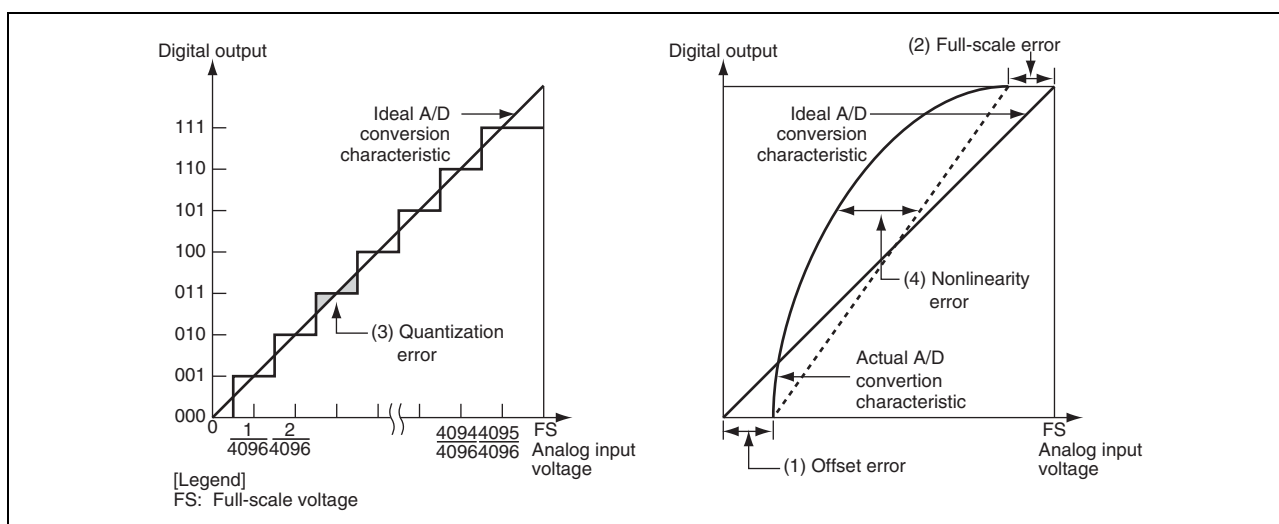 Digital output
Ideal A/D
conversion
characteristic
111
110
101
100
011
010
001
000
(3) Quantization
error
0
1
4096
2
4096
4094
4096
4095
4096
FS
Analog input
voltage
[Legend]
FS: Full-scale voltage
Digital output
(2) Full-scale error
Ideal A/D
conversion
characteristic
(4) Nonlinearity
error
Actual A/D
convertion
characteristic
FS
Analog input
voltage
(1) Offset error